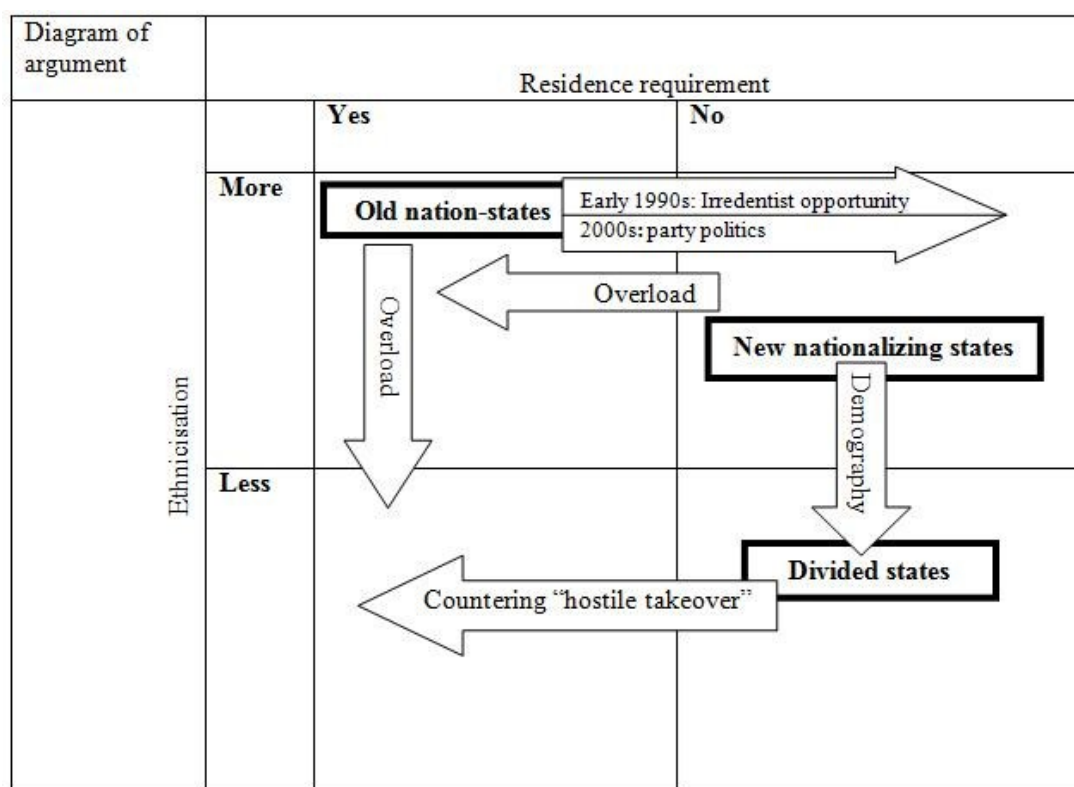 Diagram of
argument
Residence requirement
Yes
No
More
Old nation-states
Early 1990s: Irredentist opportunity
2000s: party politics
Overload
Overload
New nationalizing states
Demography
Ethnicisation
Less
Divided states
Countering “hostile takeover”